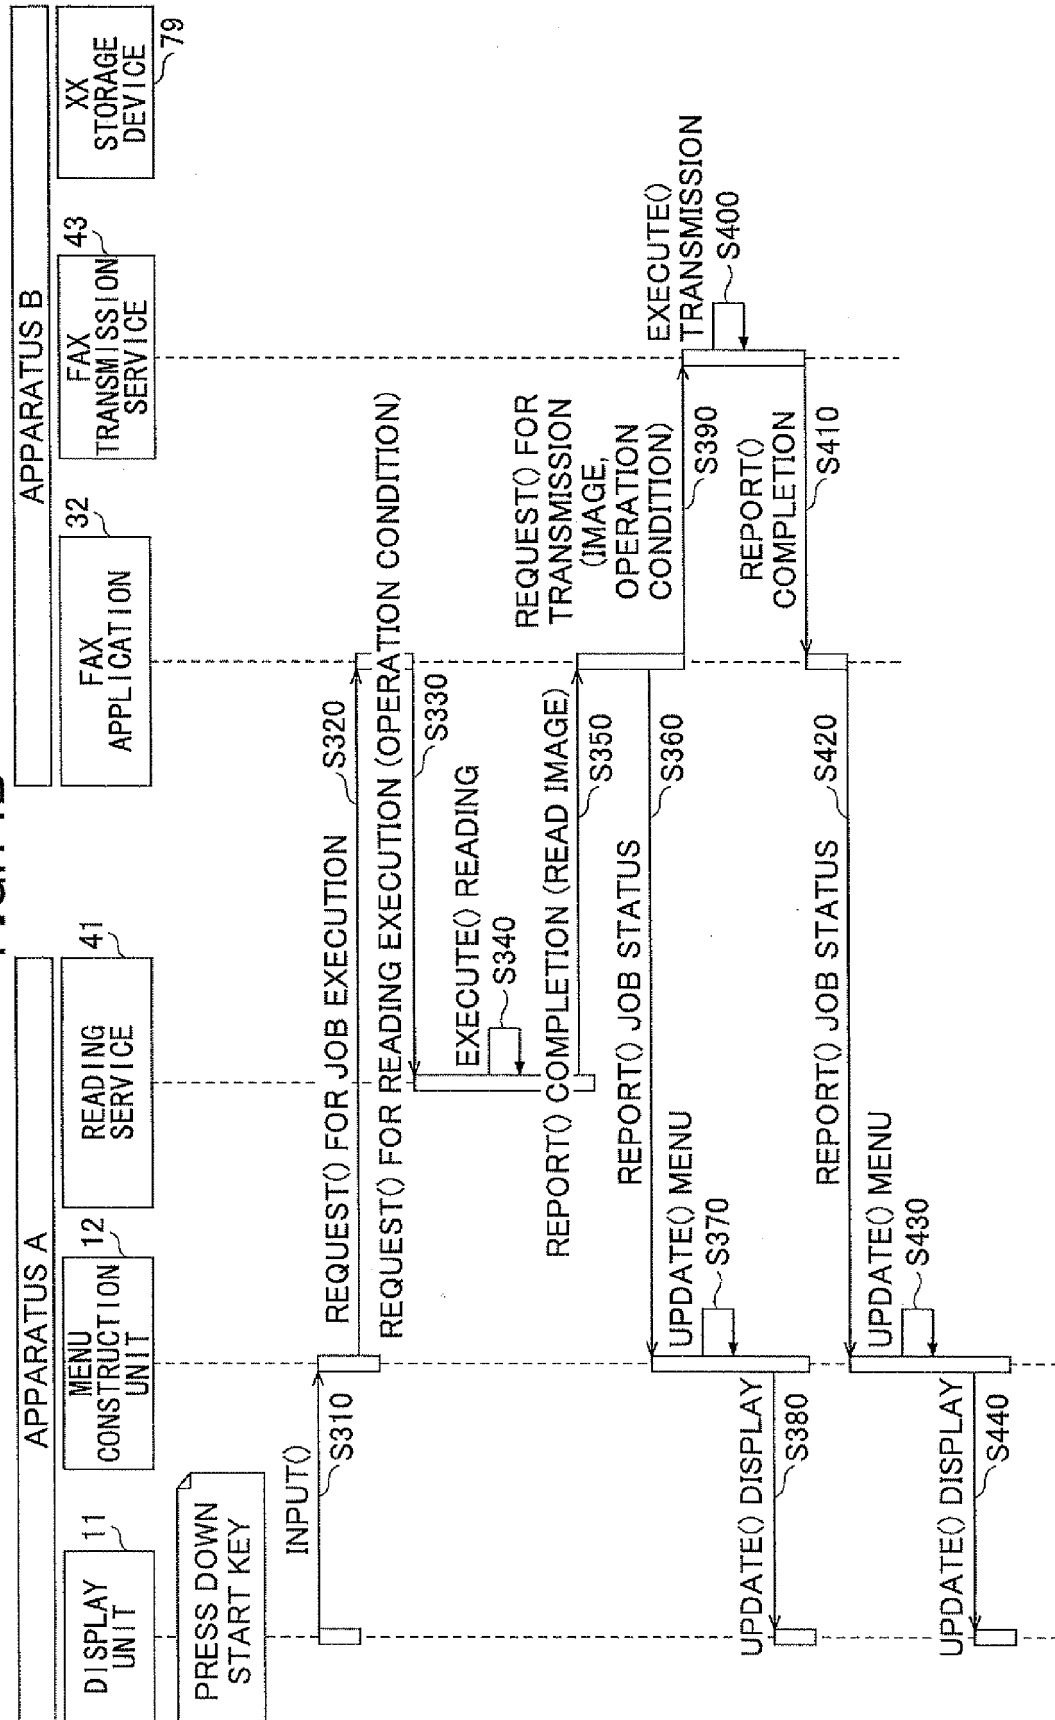 APPARATUS A
APPARATUS B
DISPLAY
UNIT
11
MENU
CONSTRUCTION
UNIT
12
READING
SERVICE
41
FAX
APPLICATION
32
FAX
TRANSMISSION
SERVICE
43
XX
STORAGE
DEVICE
79
PRESS DOWN
START KEY
INPUT()
S310
REQUEST() FOR JOB EXECUTION
S320
REQUEST() FOR READING EXECUTION (OPERATION CONDITION)
S330
EXECUTE() READING
S340
REPORT() COMPLETION (READ IMAGE)
S350
REPORT() JOB STATUS
S360
UPDATE() MENU
S370
UPDATE() DISPLAY
S380
REQUEST() FOR
TRANSMISSION
(IMAGE,
OPERATION
CONDITION)
S390
EXECUTE()
TRANSMISSION
S400
REPORT()
COMPLETION
S410
REPORT() JOB STATUS
S420
UPDATE() MENU
S430
UPDATE() DISPLAY
S440